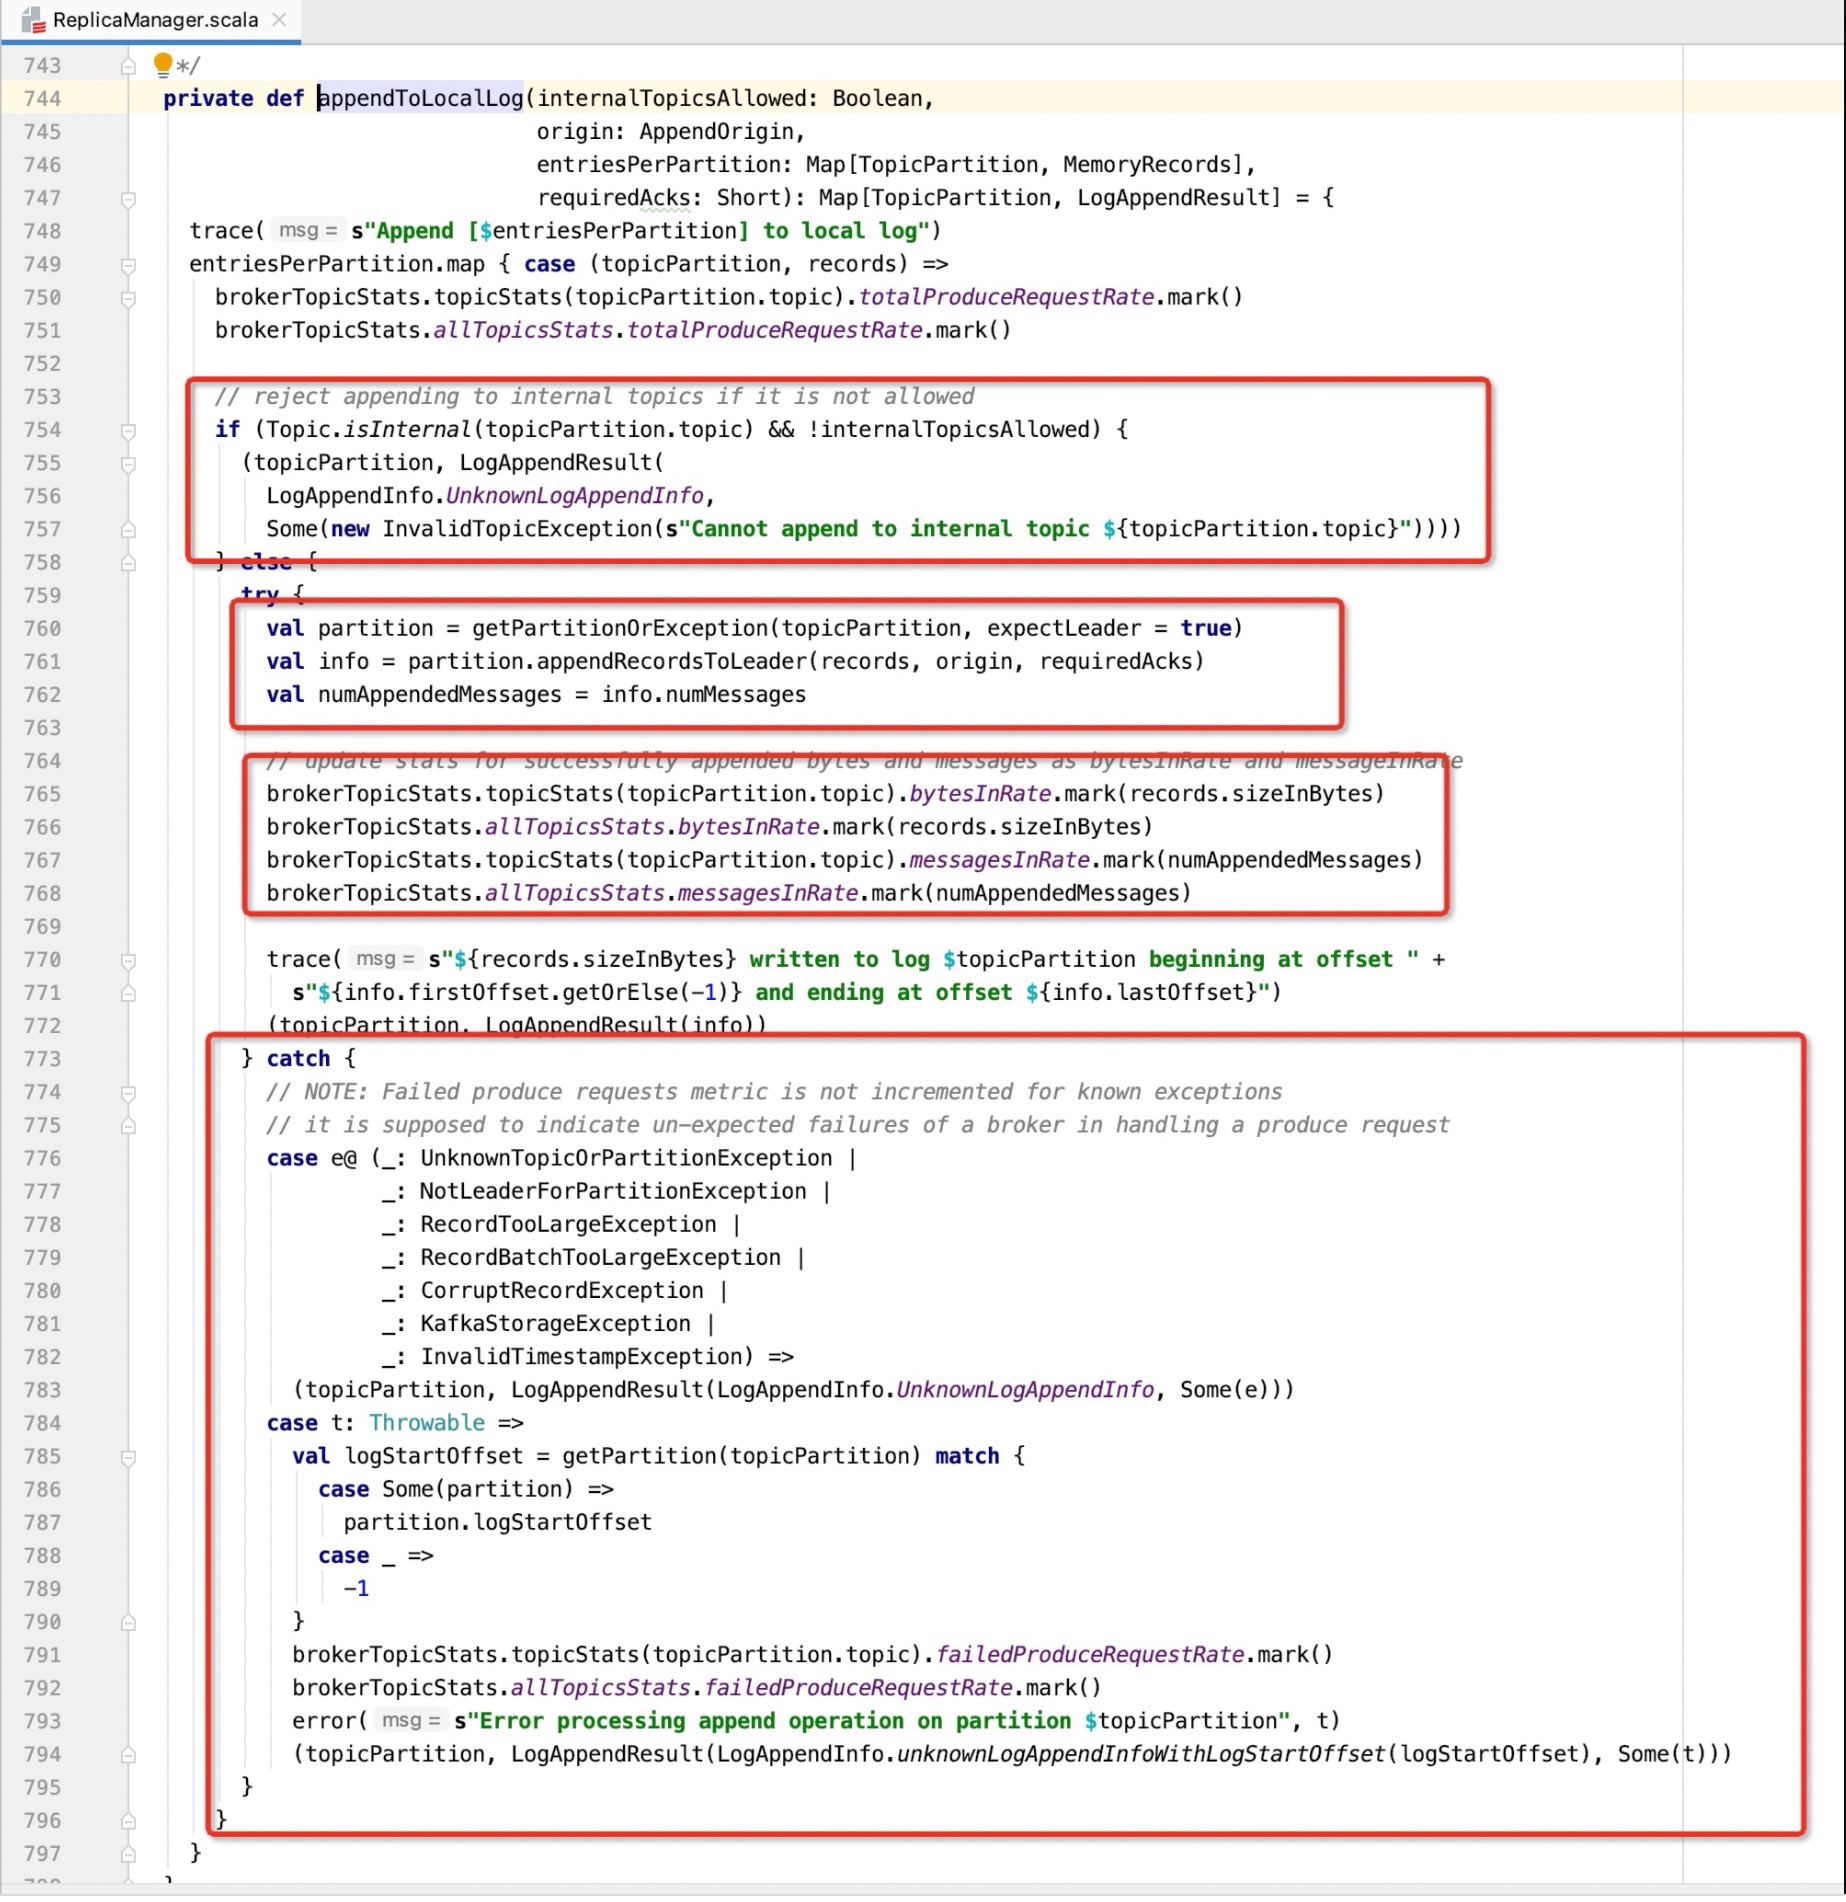 ReplicaManager.scala
743 */
744 private def appendToLocalLog(internalTopicsAllowed: Boolean,
745 origin: AppendOrigin,
746 entriesPerPartition: Map[TopicPartition, MemoryRecords],
747 requiredAcks: Short): Map[TopicPartition, LogAppendResult] = {
748 trace( msg = s"Append [$entriesPerPartition] to local log")
749 entriesPerPartition.map { case (topicPartition, records) =>
750 brokerTopicStats.topicStats(topicPartition.topic).totalProduceRequestRate.mark()
751 brokerTopicStats.allTopicsStats.totalProduceRequestRate.mark()
752
753 // reject appending to internal topics if it is not allowed
754 if (Topic.isInternal(topicPartition.topic) && !internalTopicsAllowed) {
755 (topicPartition, LogAppendResult(
756 LogAppendInfo.UnknownLogAppendInfo,
757 Some(new InvalidTopicException(s"Cannot append to internal topic ${topicPartition.topic}"))))
758 } else {
759 try {
760 val partition = getPartitionOrException(topicPartition, expectLeader = true)
761 val info = partition.appendRecordsToLeader(records, origin, requiredAcks)
762 val numAppendedMessages = info.numMessages
763
764 // update stats for successfully appended bytes and messages as bytesInRate and messageInRate
765 brokerTopicStats.topicStats(topicPartition.topic).bytesInRate.mark(records.sizeInBytes)
766 brokerTopicStats.allTopicsStats.bytesInRate.mark(records.sizeInBytes)
767 brokerTopicStats.topicStats(topicPartition.topic).messagesInRate.mark(numAppendedMessages)
768 brokerTopicStats.allTopicsStats.messagesInRate.mark(numAppendedMessages)
769
770 trace( msg = s"${records.sizeInBytes} written to log $topicPartition beginning at offset " +
771 s"${info.firstOffset.getOrElse(-1)} and ending at offset ${info.lastOffset}")
772 (topicPartition, LogAppendResult(info))
773 } catch {
774 // NOTE: Failed produce requests metric is not incremented for known exceptions
775 // it is supposed to indicate un-expected failures of a broker in handling a produce request
776 case e@ (_: UnknownTopicOrPartitionException |
777 _: NotLeaderForPartitionException |
778 _: RecordTooLargeException |
779 _: RecordBatchTooLargeException |
780 _: CorruptRecordException |
781 _: KafkaStorageException |
782 _: InvalidTimestampException) =>
783 (topicPartition, LogAppendResult(LogAppendInfo.UnknownLogAppendInfo, Some(e)))
784 case t: Throwable =>
785 val logStartOffset = getPartition(topicPartition) match {
786 case Some(partition) =>
787 partition.logStartOffset
788 case _ =>
789 -1
790 }
791 brokerTopicStats.topicStats(topicPartition.topic).failedProduceRequestRate.mark()
792 brokerTopicStats.allTopicsStats.failedProduceRequestRate.mark()
793 error( msg = s"Error processing append operation on partition $topicPartition", t)
794 (topicPartition, LogAppendResult(LogAppendInfo.unknownLogAppendInfoWithLogStartOffset(logStartOffset), Some(t)))
795 }
796 }
797 }